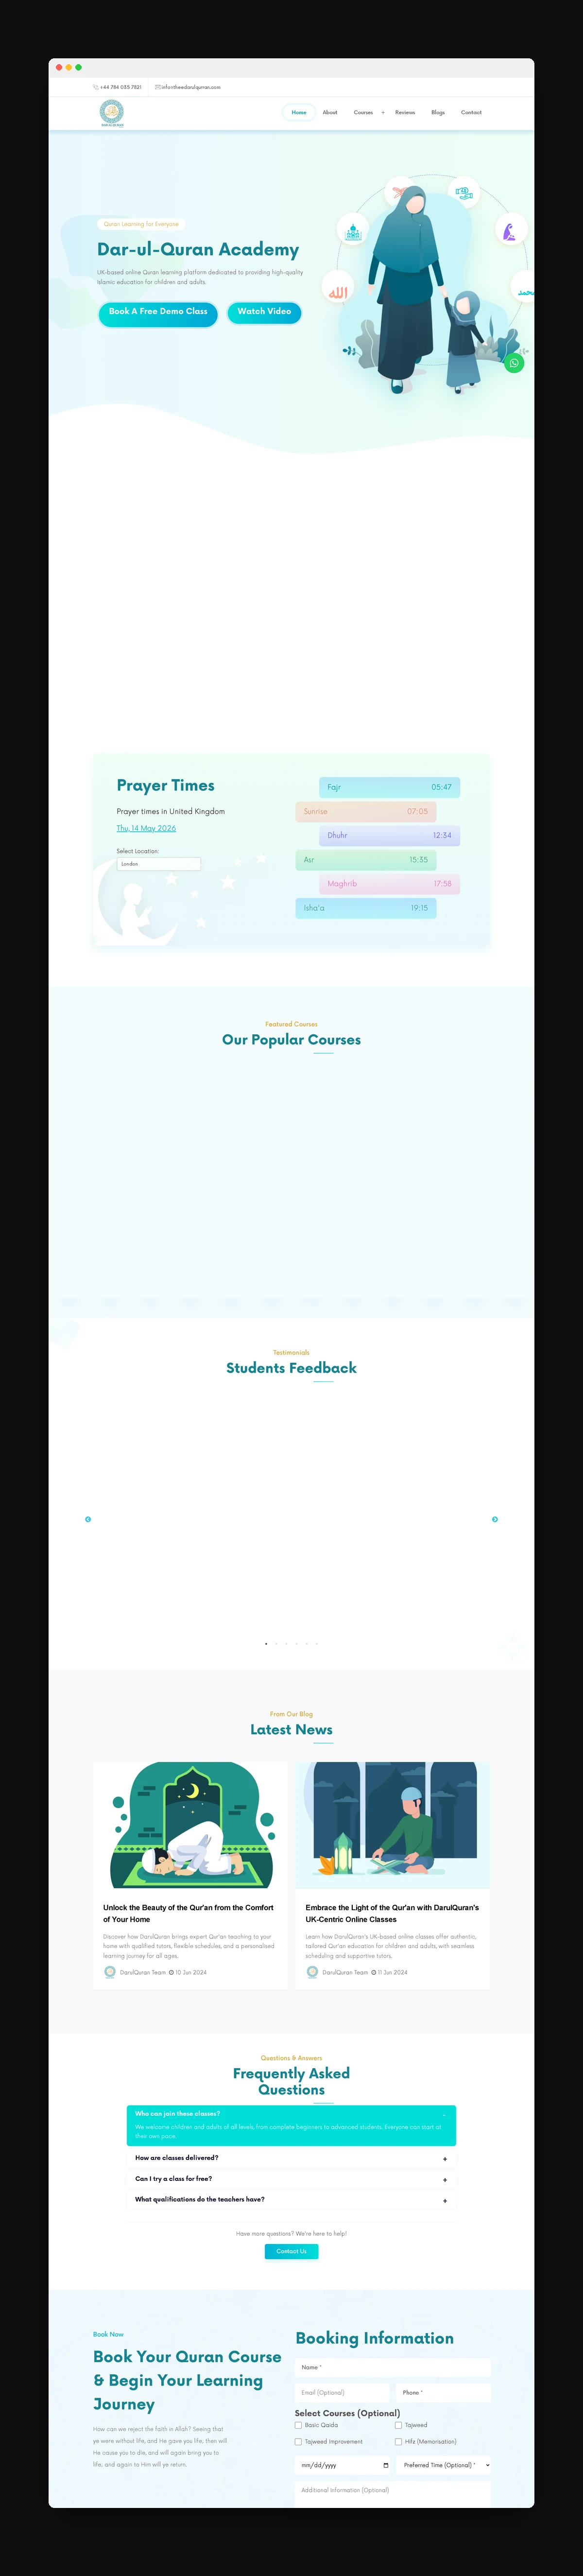 +44 784 035 7821
info@freedarulqurran.com
Home About Courses + Reviews Blogs Contact
Quran Learning for Everyone
Dar-ul-Quran Academy
UK-based online Quran learning platform dedicated to providing high-quality
Islamic education for children and adults.
Book A Free Demo Class
Watch Video
الله
محمد
Prayer Times
Prayer times in United Kingdom
Thu, 14 May 2026
Select Location:
London
Fajr 05:47
Sunrise 07:05
Dhuhr 12:34
Asr 15:35
Maghrib 17:58
Isha'a 19:15
Featured Courses
Our Popular Courses
Testimonials
Students Feedback
From Our Blog
Latest News
Unlock the Beauty of the Qur'an from the Comfort
of Your Home
Discover how DarulQuran brings expert Qur'an teaching to your
home with qualified tutors, flexible schedules, and a personalised
learning journey for all ages.
DarulQuran Team 10 Jun 2024
Embrace the Light of the Qur'an with DarulQuran's
UK-Centric Online Classes
Learn how DarulQuran's UK-based online classes offer authentic,
tailored Qur'an education for children and adults, with seamless
scheduling and supportive tutors.
DarulQuran Team 11 Jun 2024
Questions & Answers
Frequently Asked
Questions
Who can join these classes? -
We welcome children and adults of all levels, from complete beginners to advanced students. Everyone can start at
their own pace.
How are classes delivered? +
Can I try a class for free? +
What qualifications do the teachers have? +
Have more questions? We're here to help!
Contact Us
Book Now
Book Your Quran Course
& Begin Your Learning
Journey
How can we reject the faith in Allah? Seeing that
ye were without life, and He gave you life; then will
He cause you to die, and will again bring you to
life; and again to Him will ye return.
Booking Information
Name *
Email (Optional)
Phone *
Select Courses (Optional)
Basic Qaida
Tajweed
Tajweed Improvement
Hifz (Memorisation)
mm/dd/yyyy
Preferred Time (Optional) *
Additional Information (Optional)